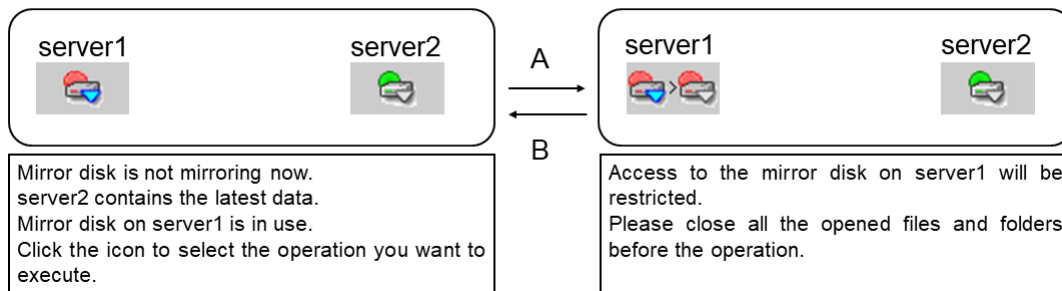 server1
server2
A
server1
server2
>
B
Mirror disk is not mirroring now.
server2 contains the latest data.
Mirror disk on server1 is in use.
Click the icon to select the operation you want to
execute.
Access to the mirror disk on server1 will be
restricted.
Please close all the opened files and folders
before the operation.